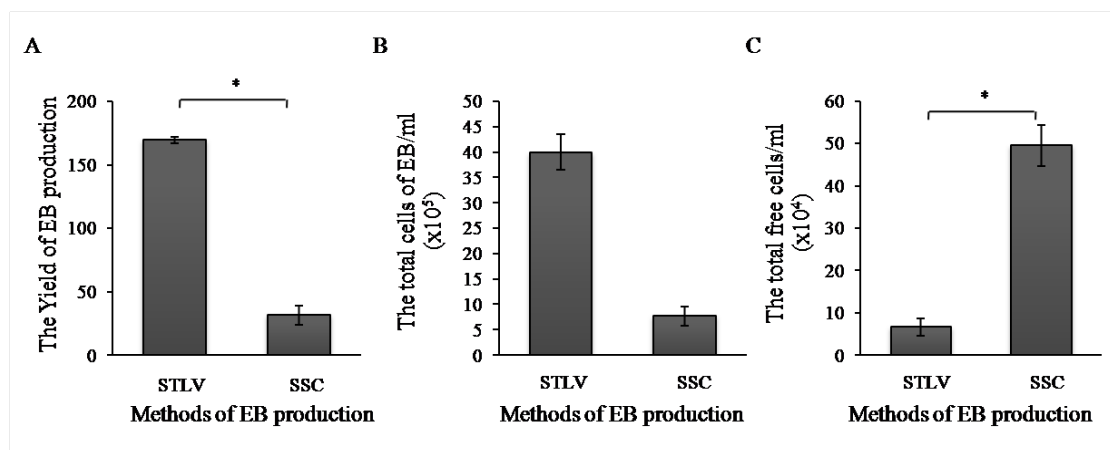 A
*
The Yield of EB production
200
150
100
50
0
STLV
SSC
Methods of EB production
B
The total cells of EB/ml
(x10⁵)
50
45
40
35
30
25
20
15
10
5
0
STLV
SSC
Methods of EB production
C
*
The total free cells/ml
(x10⁴)
60
50
40
30
20
10
0
STLV
SSC
Methods of EB production